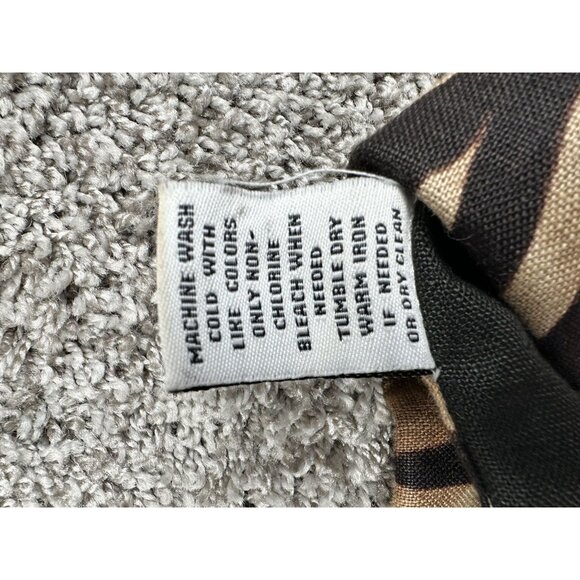 MACHINE WASH
COLD WITH
LIKE COLORS
ONLY NON-
CHLORINE
BLEACH WHEN
NEEDED
TUMBLE DRY
WARM IRON
IF NEEDED
OR DRY CLEAN